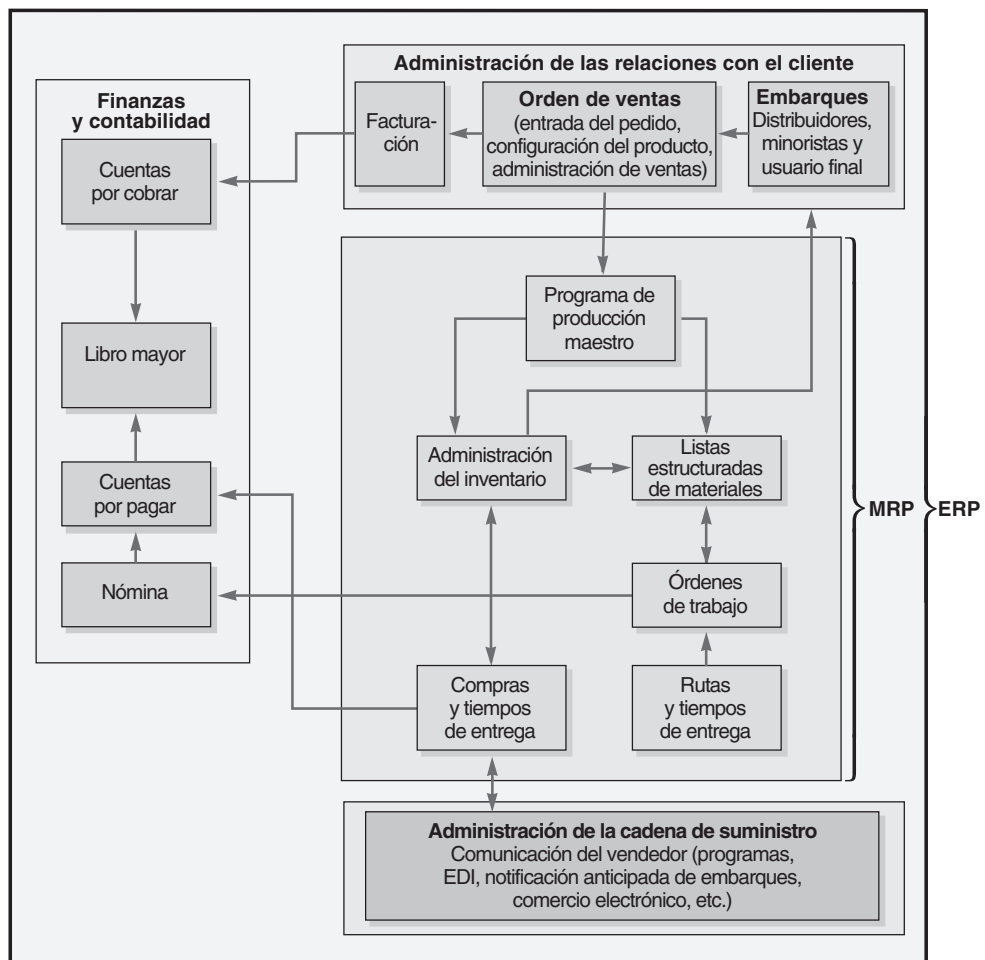 Administración de las relaciones con el cliente
Factura-
ción
Orden de ventas
(entrada del pedido,
configuración del producto,
administración de ventas)
Embarques
Distribuidores,
minoristas y
usuario final
Finanzas
y contabilidad
Cuentas
por cobrar
Libro mayor
Cuentas
por pagar
Nómina
Programa de
producción
maestro
Administración
del inventario
Listas
estructuradas
de materiales
Órdenes
de trabajo
Compras
y tiempos
de entrega
Rutas
y tiempos
de entrega
MRP
ERP
Administración de la cadena de suministro
Comunicación del vendedor (programas,
EDI, notificación anticipada de embarques,
comercio electrónico, etc.)